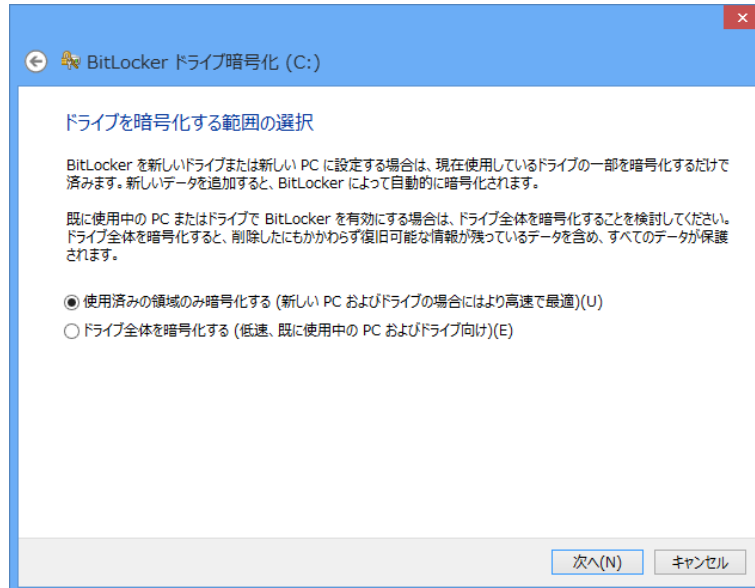 BitLocker ドライブ暗号化 (C:)
ドライブを暗号化する範囲の選択
BitLocker を新しいドライブまたは新しい PC に設定する場合は、現在使用しているドライブの一部を暗号化するだけで
済みます。新しいデータを追加すると、BitLocker によって自動的に暗号化されます。
既に使用中の PC またはドライブで BitLocker を有効にする場合は、ドライブ全体を暗号化することを検討してください。
ドライブ全体を暗号化すると、削除したにもかかわらず復旧可能な情報が残っているデータを含め、すべてのデータが保護
されます。
使用済みの領域のみ暗号化する (新しい PC およびドライブの場合にはより高速で最適)(U)
ドライブ全体を暗号化する (低速、既に使用中の PC およびドライブ向け)(E)
次へ(N) キャンセル